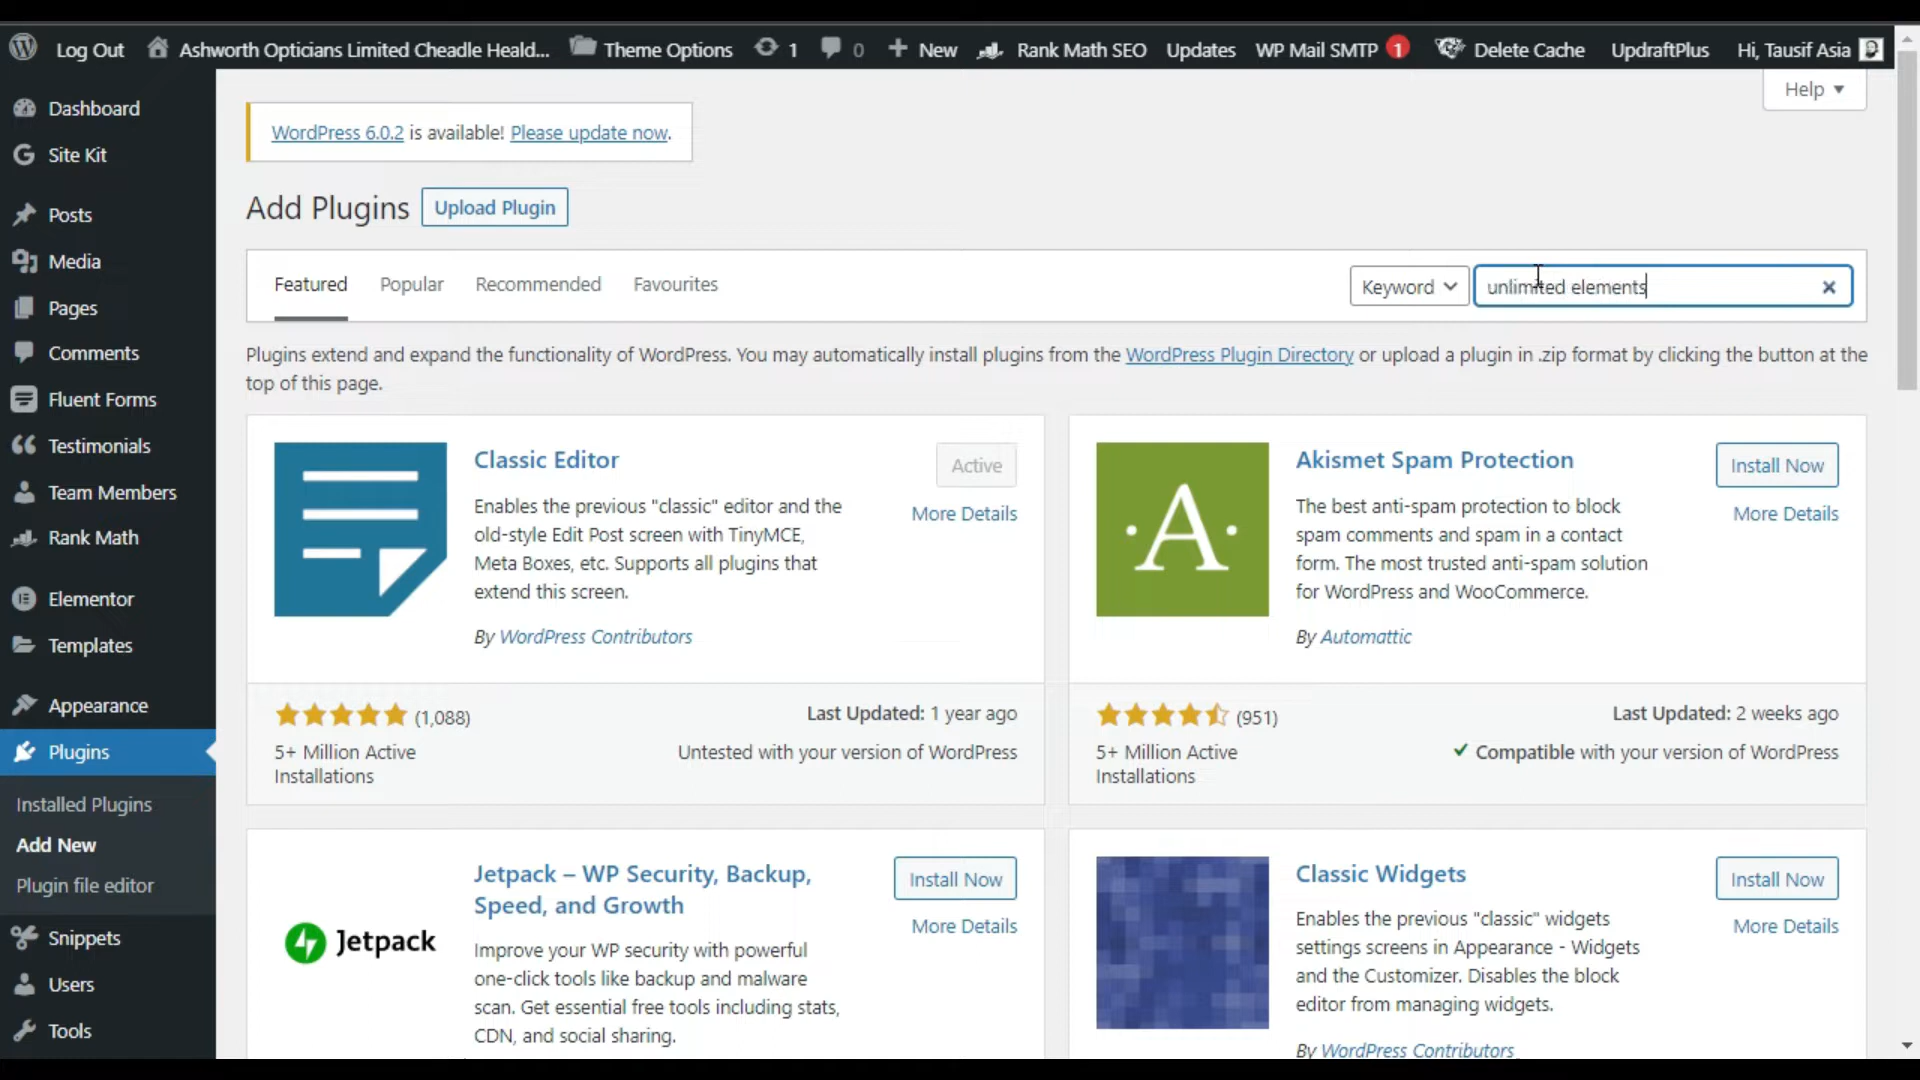 Log Out Ashworth Opticians Limited Cheadle Heald... Theme Options 1 0 New Rank Math SEO Updates WP Mail SMTP 1 Delete Cache UpdraftPlus Hi, Tausif Asia
Help
Dashboard
Site Kit
Posts
Media
Pages
Comments
Fluent Forms
Testimonials
Team Members
Rank Math
Elementor
Templates
Appearance
Plugins
Installed Plugins
Add New
Plugin file editor
Snippets
Users
Tools
WordPress 6.0.2 is available! Please update now.
Add Plugins Upload Plugin
Featured Popular Recommended Favourites Keyword unlimited elements
Plugins extend and expand the functionality of WordPress. You may automatically install plugins from the WordPress Plugin Directory or upload a plugin in .zip format by clicking the button at the
top of this page.
Classic Editor
Active
More Details
Enables the previous "classic" editor and the
old-style Edit Post screen with TinyMCE,
Meta Boxes, etc. Supports all plugins that
extend this screen.
By WordPress Contributors
(1,088)
5+ Million Active
Installations
Last Updated: 1 year ago
Untested with your version of WordPress
Akismet Spam Protection
Install Now
More Details
The best anti-spam protection to block
spam comments and spam in a contact
form. The most trusted anti-spam solution
for WordPress and WooCommerce.
By Automattic
(951)
5+ Million Active
Installations
Last Updated: 2 weeks ago
Compatible with your version of WordPress
Jetpack
Jetpack – WP Security, Backup,
Speed, and Growth
Install Now
More Details
Improve your WP security with powerful
one-click tools like backup and malware
scan. Get essential free tools including stats,
CDN, and social sharing.
Classic Widgets
Install Now
More Details
Enables the previous "classic" widgets
settings screens in Appearance - Widgets
and the Customizer. Disables the block
editor from managing widgets.
By WordPress Contributors